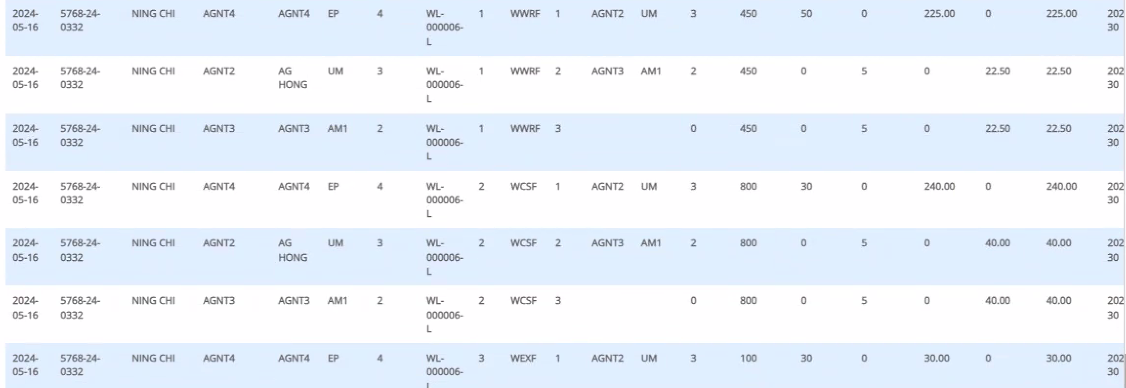 2024-05-16 5768-24-0332 NING CHI AGNT4 AGNT4 EP 4 WL-000006-L 1 WWRF 1 AGNT2 UM 3 450 50 0 225.00 0 225.00 202 30
2024-05-16 5768-24-0332 NING CHI AGNT2 AG HONG UM 3 WL-000006-L 1 WWRF 2 AGNT3 AM1 2 450 0 5 0 22.50 22.50 202 30
2024-05-16 5768-24-0332 NING CHI AGNT3 AGNT3 AM1 2 WL-000006-L 1 WWRF 3 0 450 0 5 0 22.50 22.50 202 30
2024-05-16 5768-24-0332 NING CHI AGNT4 AGNT4 EP 4 WL-000006-L 2 WCSF 1 AGNT2 UM 3 800 30 0 240.00 0 240.00 202 30
2024-05-16 5768-24-0332 NING CHI AGNT2 AG HONG UM 3 WL-000006-L 2 WCSF 2 AGNT3 AM1 2 800 0 5 0 40.00 40.00 202 30
2024-05-16 5768-24-0332 NING CHI AGNT3 AGNT3 AM1 2 WL-000006-L 2 WCSF 3 0 800 0 5 0 40.00 40.00 202 30
2024-05-16 5768-24-0332 NING CHI AGNT4 AGNT4 EP 4 WL-000006-L 3 WEXF 1 AGNT2 UM 3 100 30 0 30.00 0 30.00 202 30